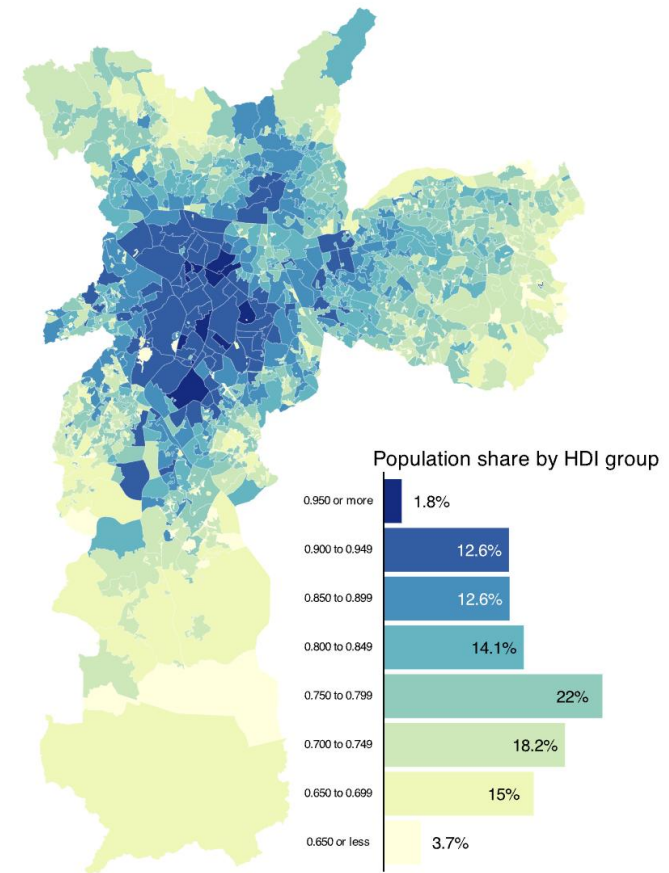 Population share by HDI group
0.950 or more 1.8%
0.900 to 0.949 12.6%
0.850 to 0.899 12.6%
0.800 to 0.849 14.1%
0.750 to 0.799 22%
0.700 to 0.749 18.2%
0.650 to 0.699 15%
0.650 or less 3.7%